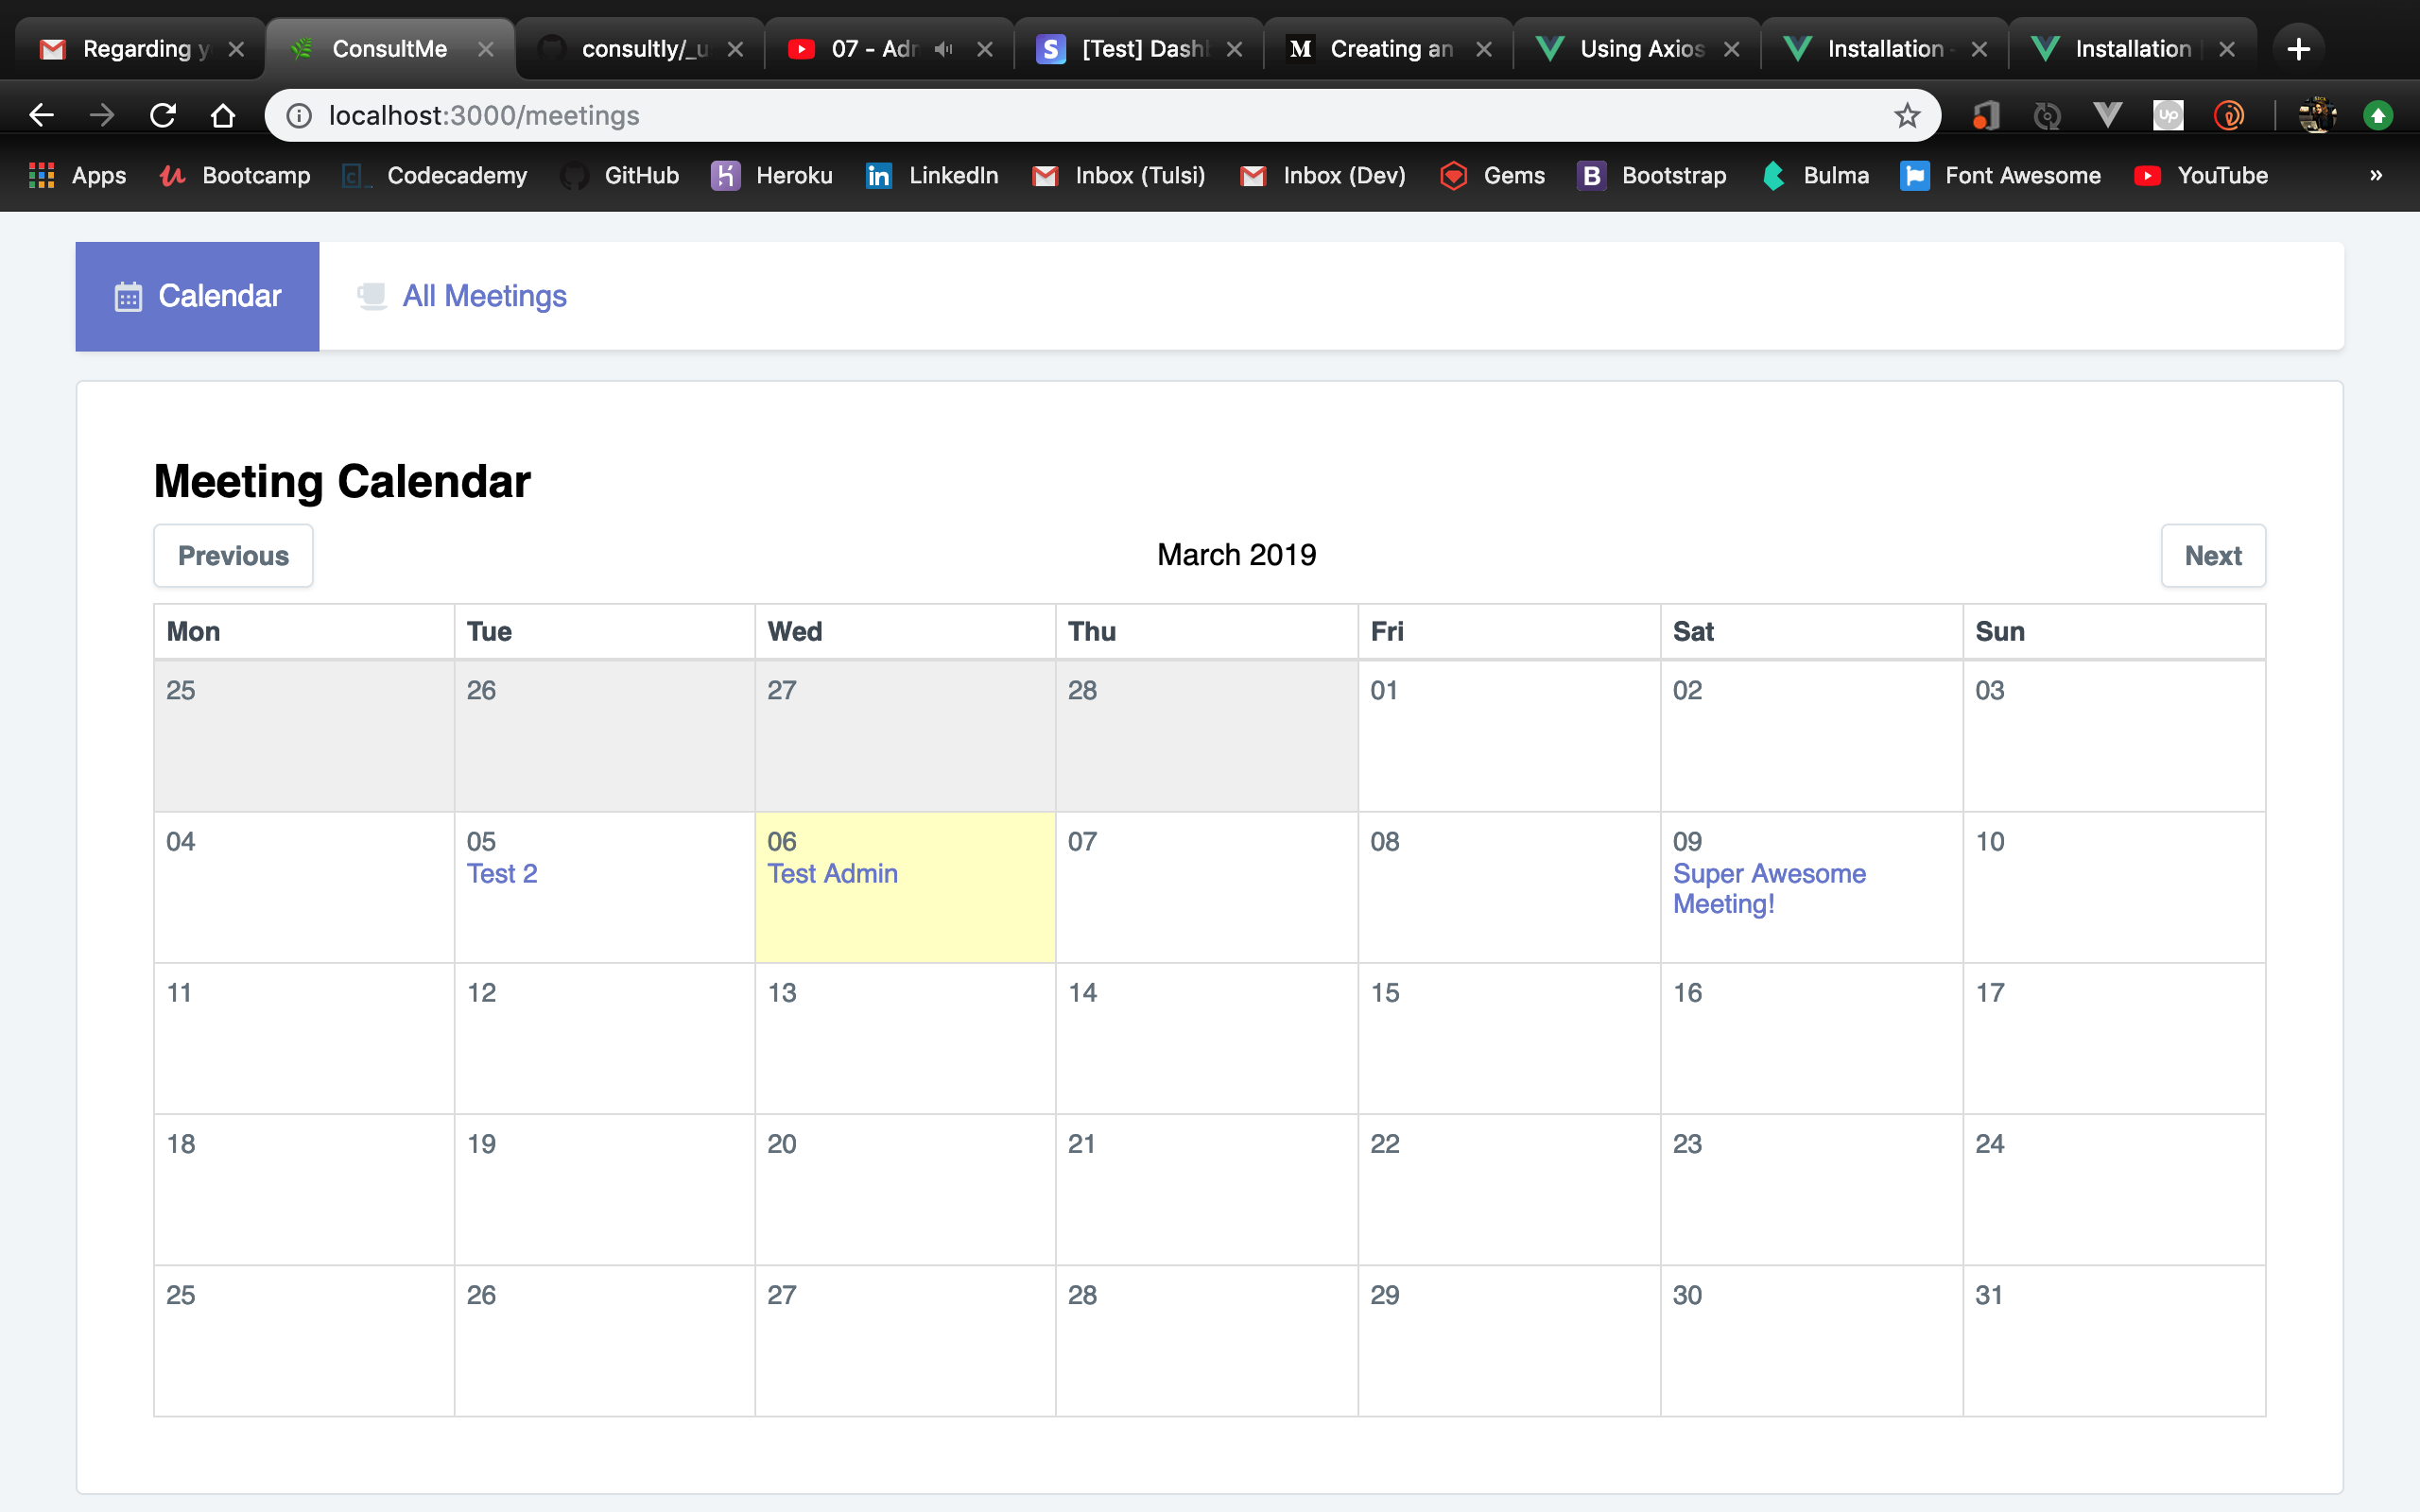 Regarding y
ConsultMe
consultly/_u
07 - Adr
[Test] Dashb
Creating an
Using Axios
Installation -
Installation |
localhost:3000/meetings
Apps
Bootcamp
Codecademy
GitHub
Heroku
LinkedIn
Inbox (Tulsi)
Inbox (Dev)
Gems
Bootstrap
Bulma
Font Awesome
YouTube
»
Calendar
All Meetings
Meeting Calendar
Previous
March 2019
Next
Mon Tue Wed Thu Fri Sat Sun
25 26 27 28 01 02 03
04 05 06 07 08 09 10
Test 2 Test Admin Super Awesome
Meeting!
11 12 13 14 15 16 17
18 19 20 21 22 23 24
25 26 27 28 29 30 31